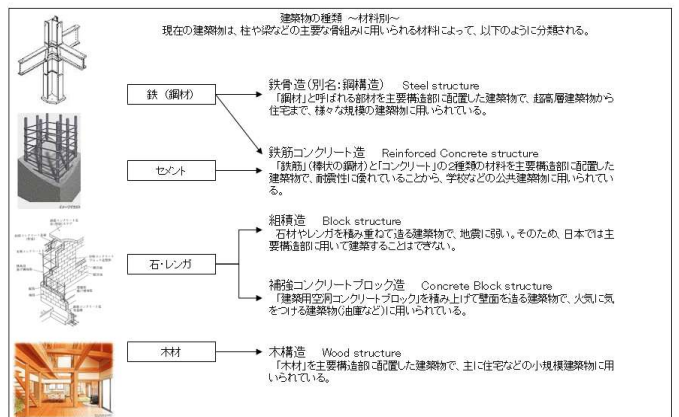 建築物の種類 ～材料別～
現在の建築物は、柱や梁などの主要な骨組みに用いられる材料によって、以下のように分類される。
鉄（鋼材）
鉄骨造（別名：鋼構造） Steel structure
「鋼材」と呼ばれる部材を主要構造部に配置した建築物で、超高層建築物から
住宅まで、様々な規模の建築物に用いられている。
セメント
鉄筋コンクリート造 Reinforced Concrete structure
「鉄筋」（棒状の鋼材）と「コンクリート」の2種類の材料を主要構造部に配置した
建築物で、耐震性に優れていることから、学校などの公共建築物に用いられてい
る。
石・レンガ
組積造 Block structure
石材やレンガを積み重ねて造る建築物で、地震に弱い。そのため、日本では主
要構造部に用いて建築することはできない。
補強コンクリートブロック造 Concrete Block structure
「建築用空洞コンクリートブロック」を積み上げて壁面を造る建築物で、火気に気
をつける建築物（油庫など）に用いられている。
木材
木構造 Wood structure
「木材」を主要構造部に配置した建築物で、主に住宅などの小規模建築物に用
いられている。